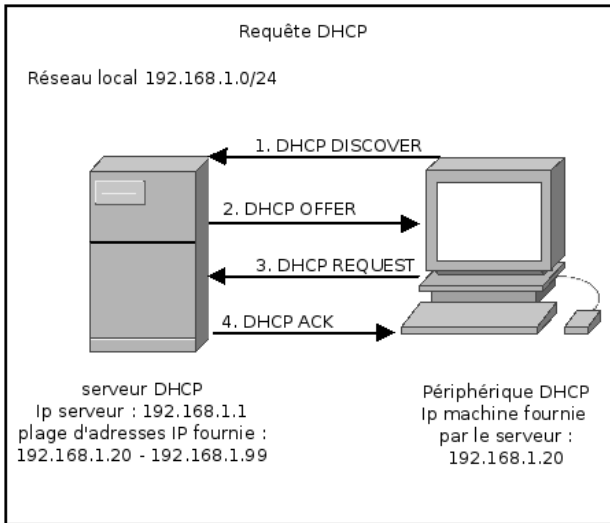 Requête DHCP
Réseau local 192.168.1.0/24
1. DHCP DISCOVER
2. DHCP OFFER
3. DHCP REQUEST
4. DHCP ACK
serveur DHCP
Ip serveur : 192.168.1.1
plage d'adresses IP fournie :
192.168.1.20 - 192.168.1.99
Périphérique DHCP
Ip machine fournie
par le serveur :
192.168.1.20